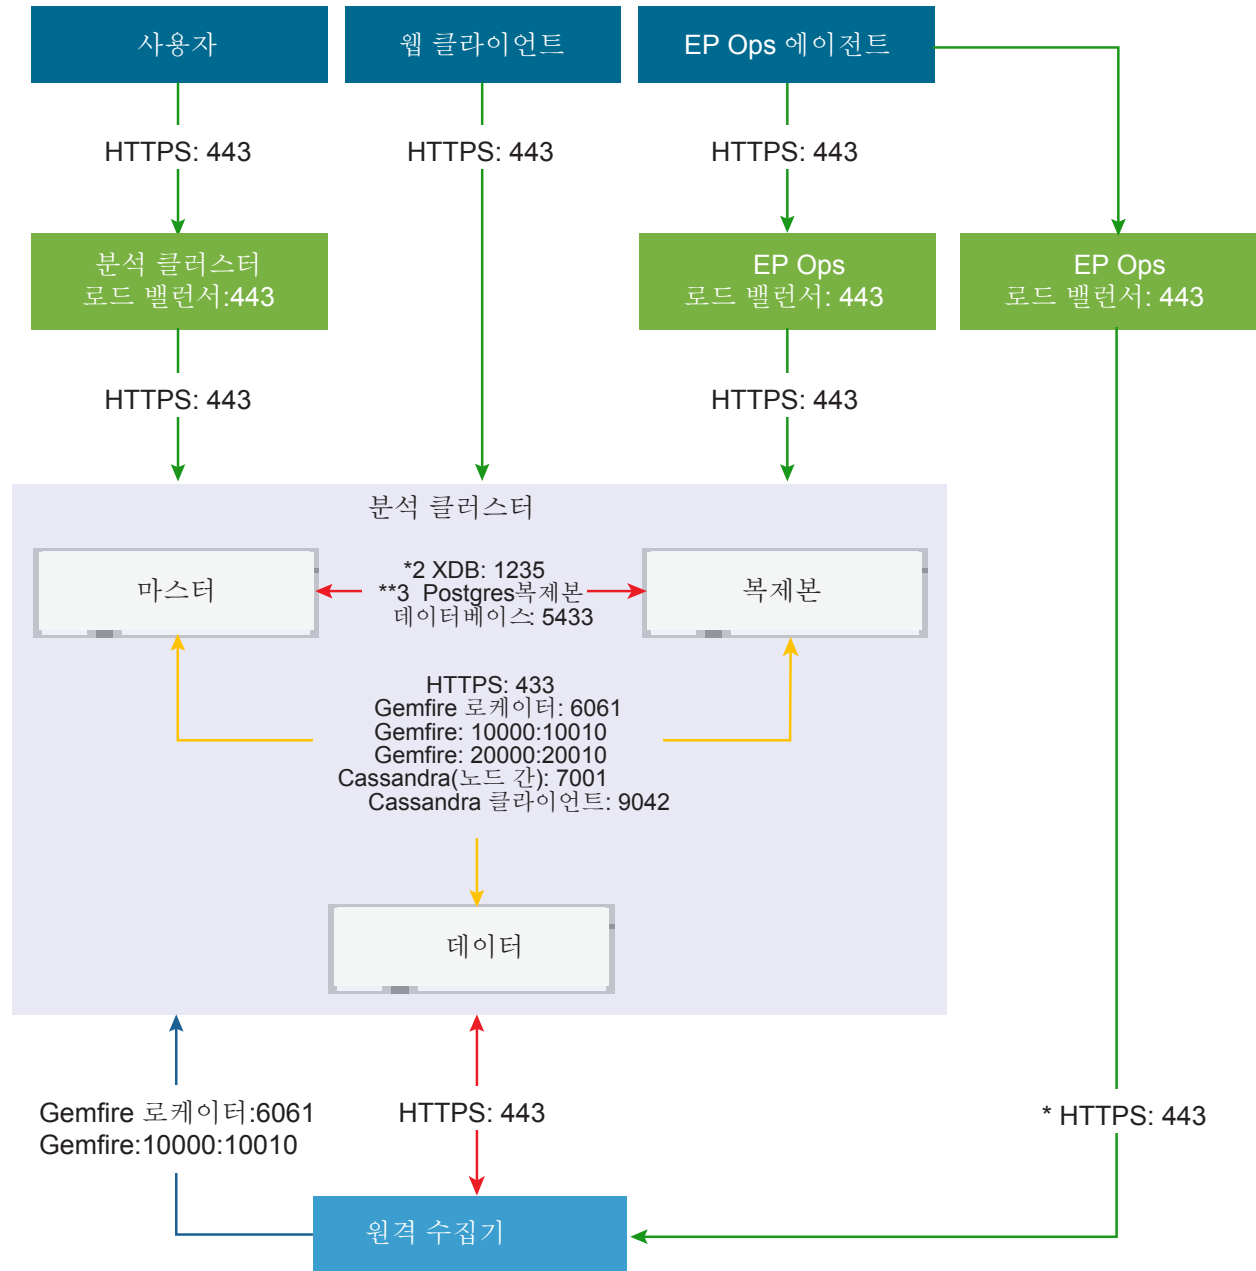 사용자
웹 클라이언트
EP Ops 에이전트
HTTPS: 443
HTTPS: 443
HTTPS: 443
분석 클러스터
로드 밸런서:443
EP Ops
로드 밸런서: 443
EP Ops
로드 밸런서: 443
HTTPS: 443
HTTPS: 443
분석 클러스터
마스터
*2 XDB: 1235
**3 Postgres복제본
데이터베이스: 5433
복제본
HTTPS: 433
Gemfire 로케이터: 6061
Gemfire: 10000:10010
Gemfire: 20000:20010
Cassandra(노드 간): 7001
Cassandra 클라이언트: 9042
데이터
Gemfire 로케이터:6061
Gemfire:10000:10010
HTTPS: 443
* HTTPS: 443
원격 수집기